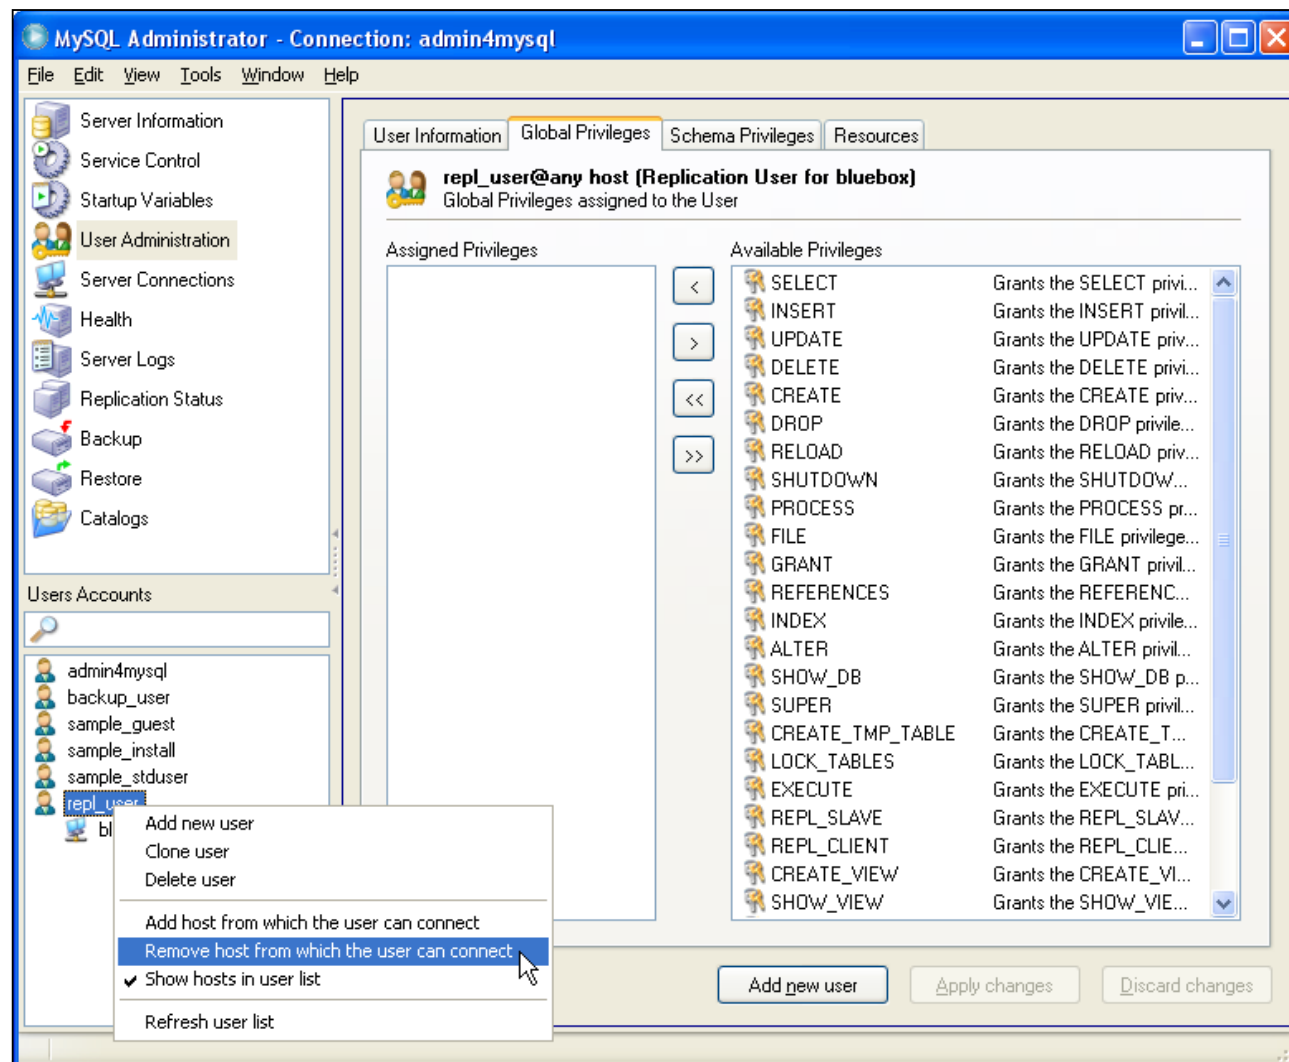 MySQL Administrator - Connection: admin4mysql
File Edit View Tools Window Help
Server Information
Service Control
Startup Variables
User Administration
Server Connections
Health
Server Logs
Replication Status
Backup
Restore
Catalogs
Users Accounts
admin4mysql
backup_user
sample_guest
sample_install
sample_stduser
repl_user
bl
Add new user
Clone user
Delete user
Add host from which the user can connect
Remove host from which the user can connect
Show hosts in user list
Refresh user list
User Information Global Privileges Schema Privileges Resources
repl_user@any host (Replication User for bluebox)
Global Privileges assigned to the User
Assigned Privileges
<
>
<<
>>
Available Privileges
SELECT Grants the SELECT privi...
INSERT Grants the INSERT privil...
UPDATE Grants the UPDATE priv...
DELETE Grants the DELETE privi...
CREATE Grants the CREATE priv...
DROP Grants the DROP privile...
RELOAD Grants the RELOAD priv...
SHUTDOWN Grants the SHUTDOW...
PROCESS Grants the PROCESS pr...
FILE Grants the FILE privilege...
GRANT Grants the GRANT privil...
REFERENCES Grants the REFERENC...
INDEX Grants the INDEX privile...
ALTER Grants the ALTER privil...
SHOW_DB Grants the SHOW_DB p...
SUPER Grants the SUPER privil...
CREATE_TMP_TABLE Grants the CREATE_T...
LOCK_TABLES Grants the LOCK_TABL...
EXECUTE Grants the EXECUTE pri...
REPL_SLAVE Grants the REPL_SLAV...
REPL_CLIENT Grants the REPL_CLIE...
CREATE_VIEW Grants the CREATE_VI...
SHOW_VIEW Grants the SHOW_VIE...
Add new user Apply changes Discard changes